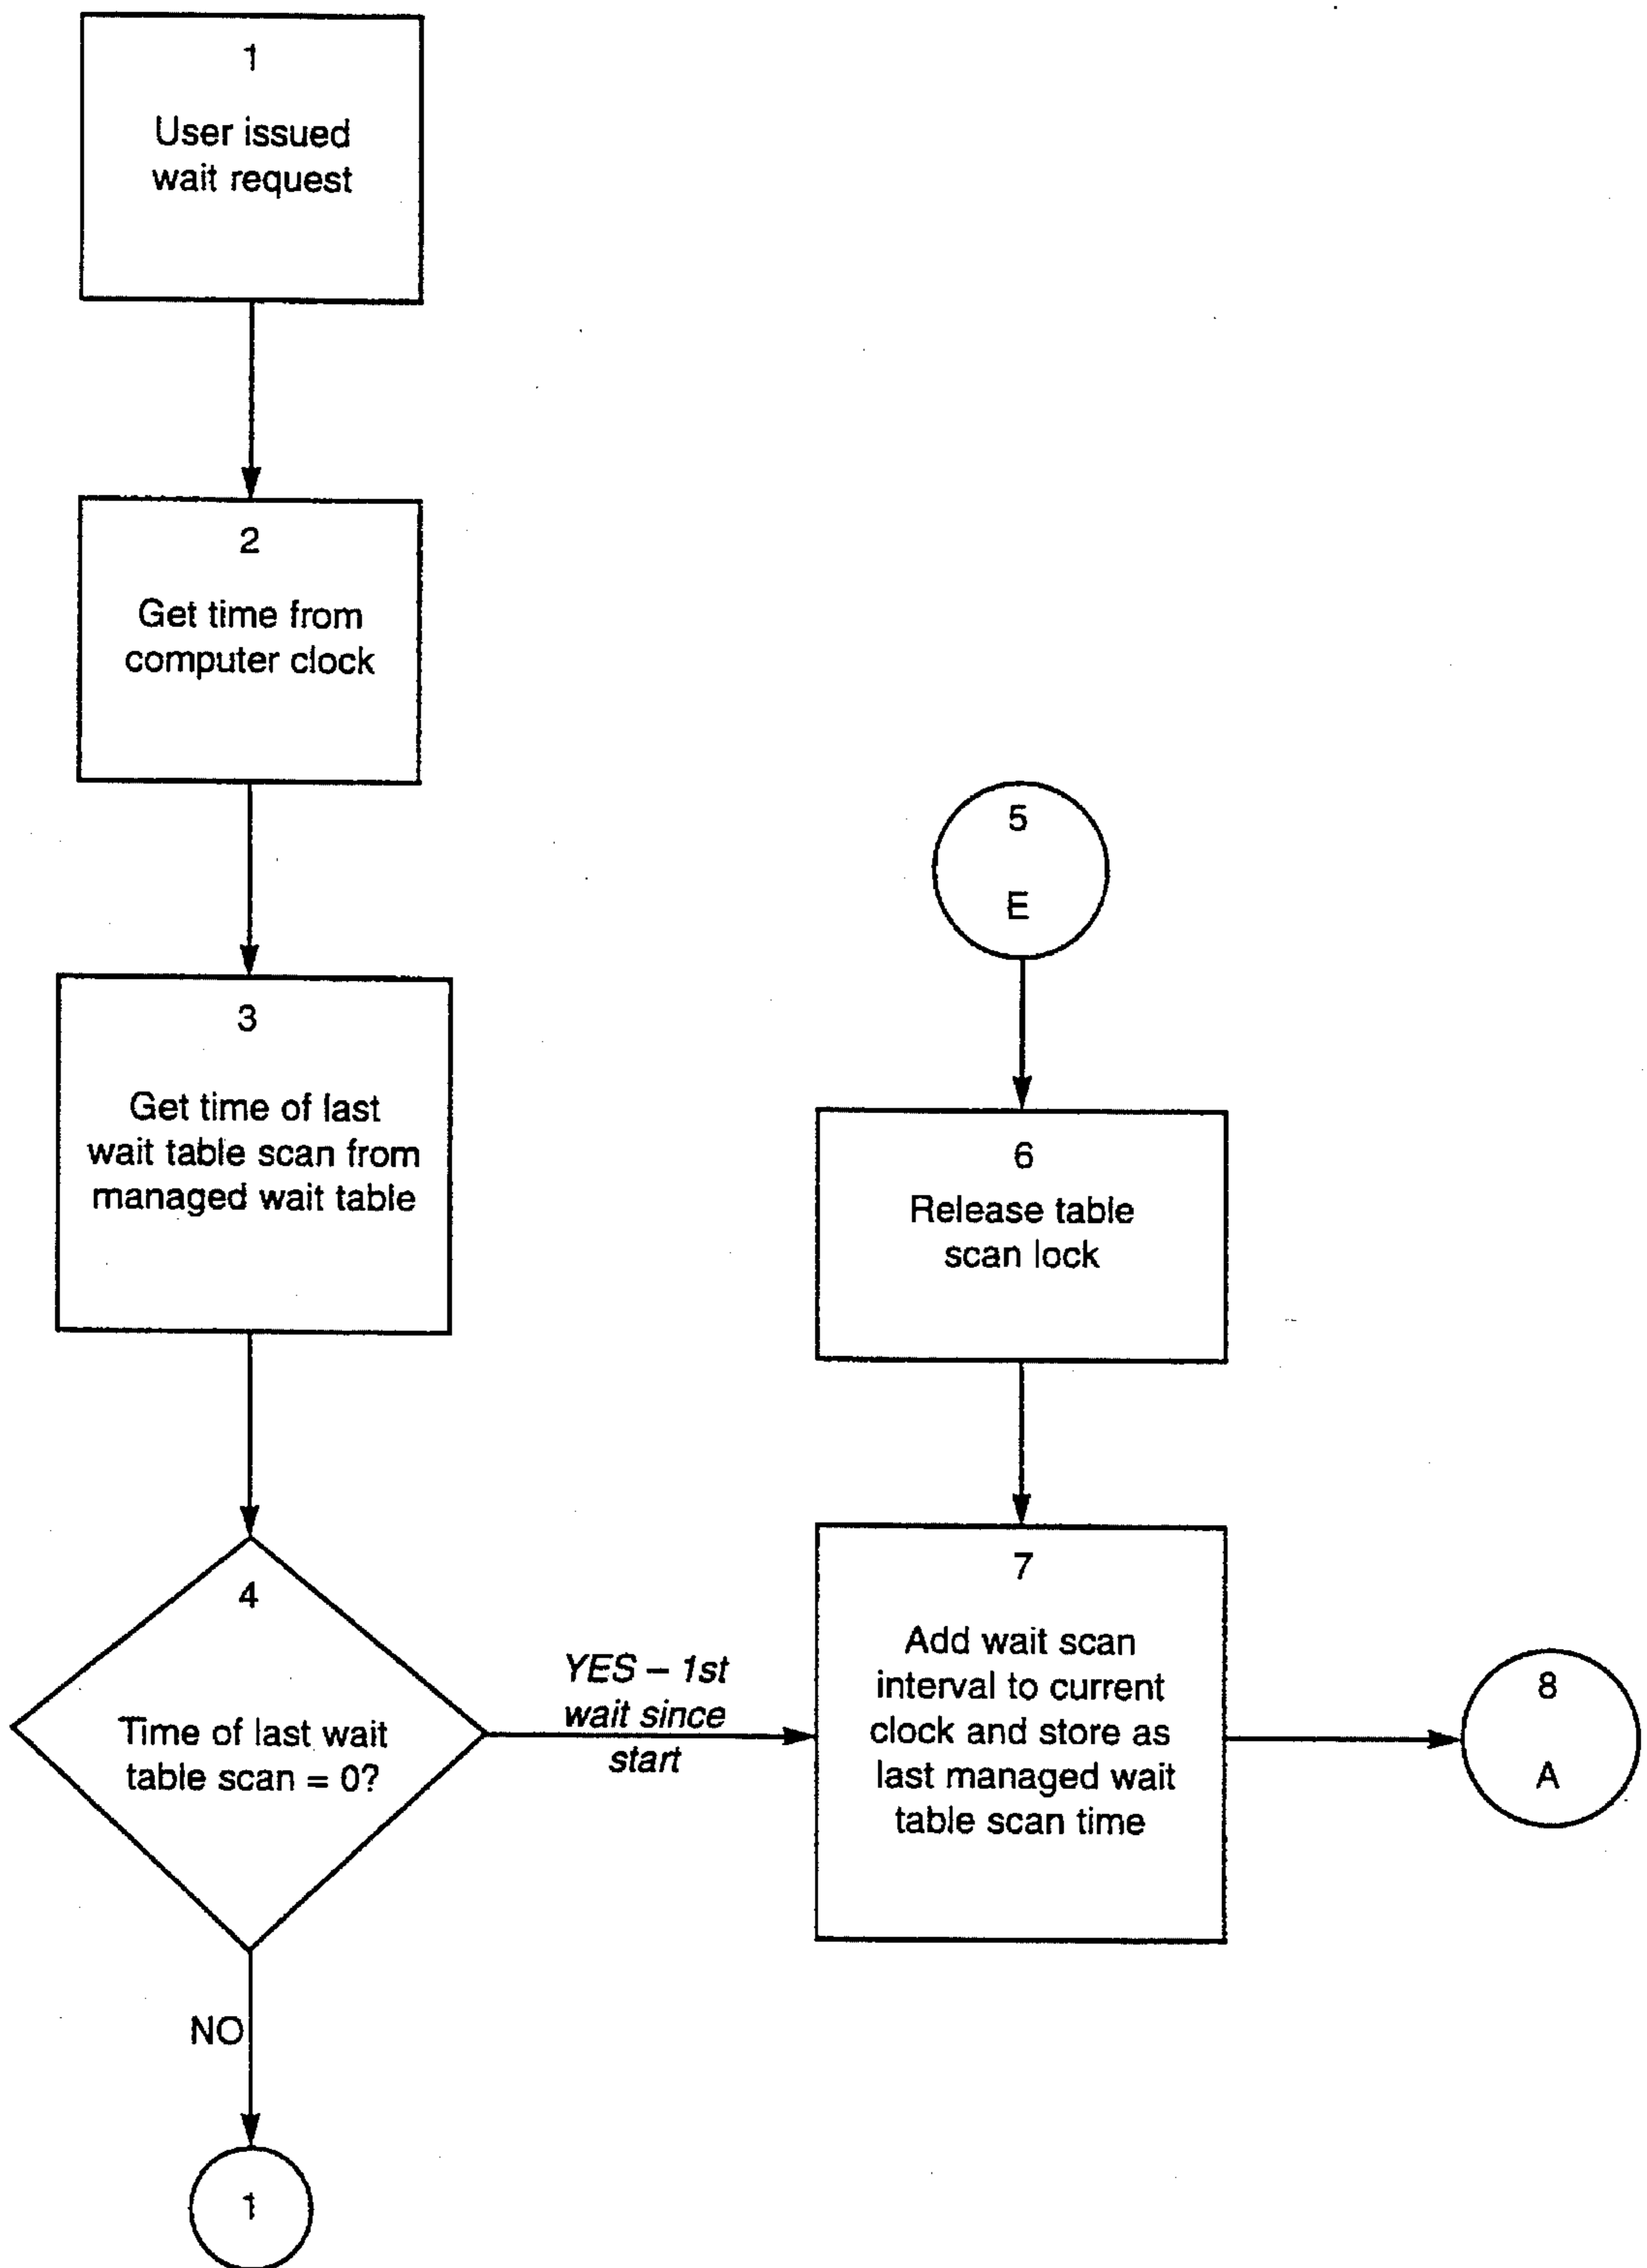 1
User issued
wait request
2
Get time from
computer clock
3
Get time of last
wait table scan from
managed wait table
4
Time of last wait
table scan = 0?
YES – 1st
wait since
start
NO
1
5
E
6
Release table
scan lock
7
Add wait scan
interval to current
clock and store as
last managed wait
table scan time
8
A